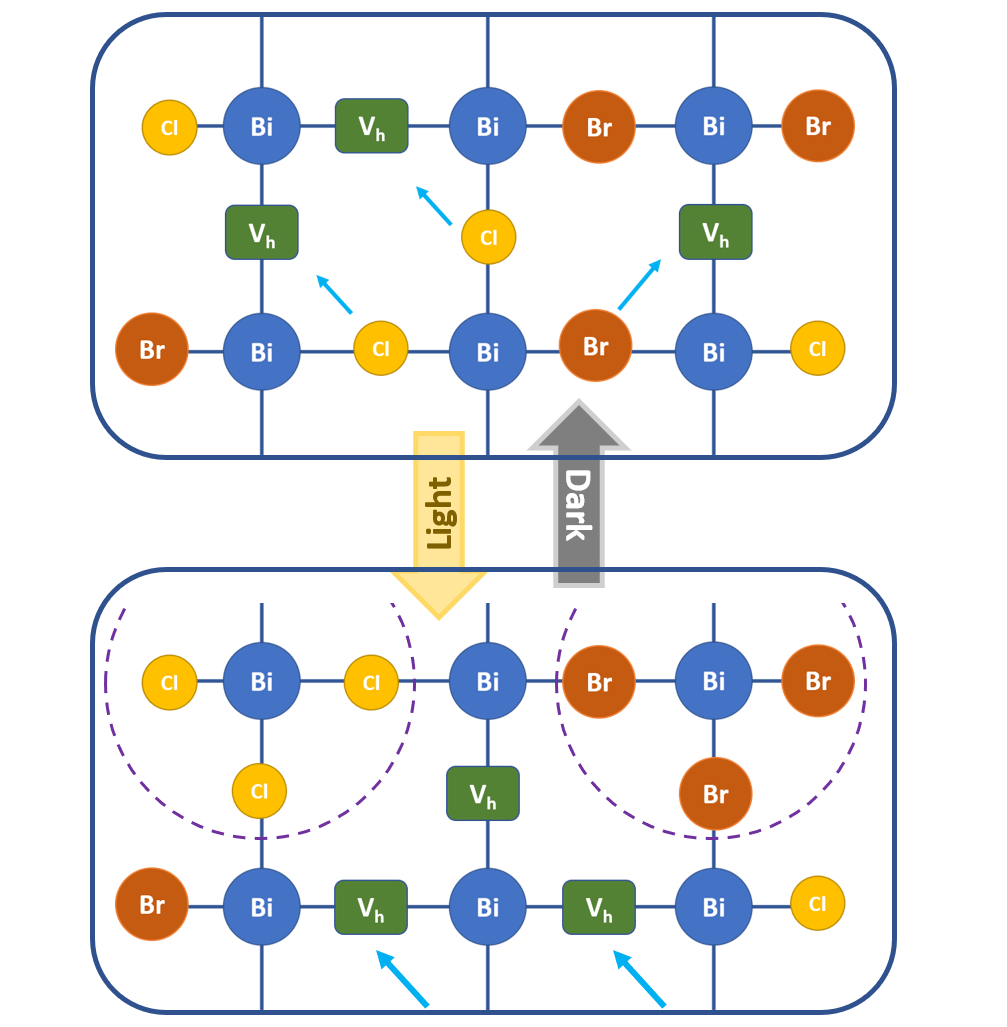 Cl Bi Vh Bi Br Bi Br
Vh Cl Vh
Br Bi Cl Bi Br Bi Cl
Light Dark
Cl Bi Cl Bi Br Bi Br
Cl Vh Br
Br Bi Vh Bi Vh Bi Cl